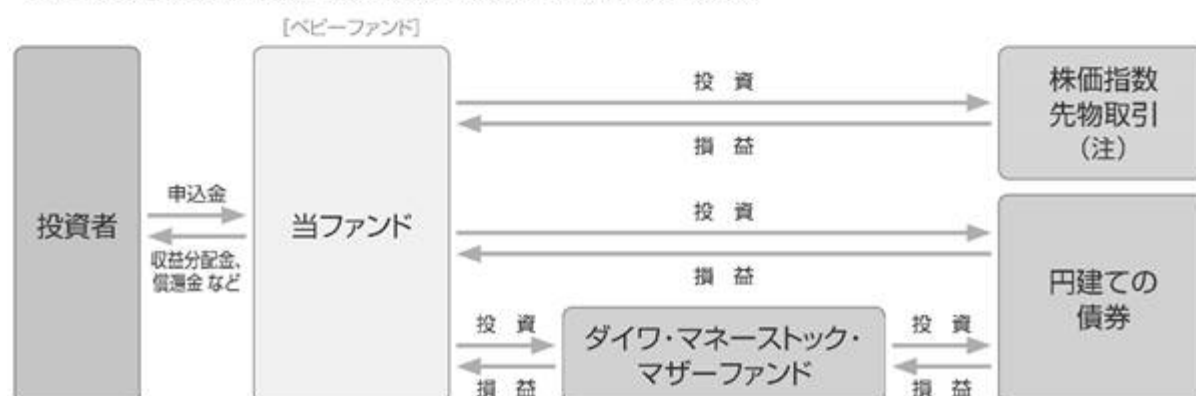 [ベビーファンド]
投資者
申込金
収益分配金、
償還金 など
当ファンド
投 資
損 益
株価指数
先物取引
(注)
投 資
損 益
円建ての
債券
投 資
損 益
ダイワ・マネーストック・
マザーファンド
投 資
損 益